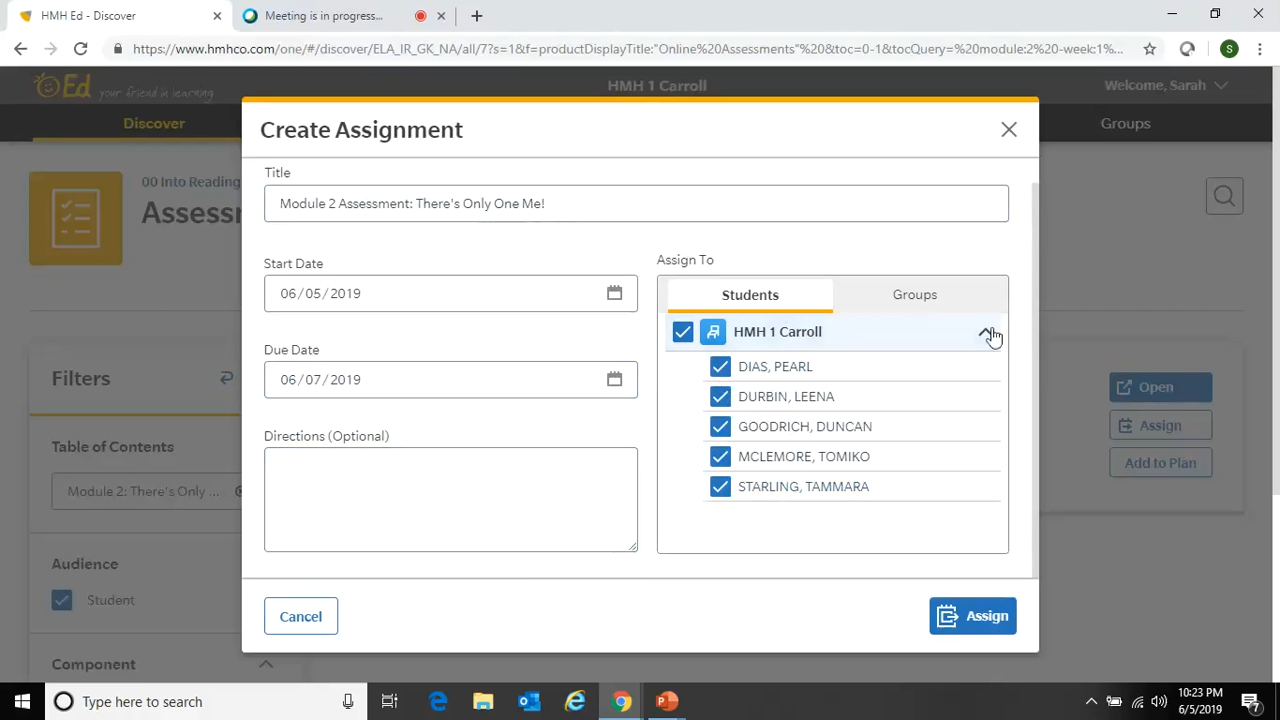 HMH Ed - Discover
Meeting is in progress...
https://www.hmhco.com/one/#/discover/ELA_IR_GK_NA/all/7?s=1&f=productDisplayTitle:"Online%20Assessments"%20&toc=0-1&tocQuery=%20module:2%20-week:1%...
S
Ed your friend in learning
HMH 1 Carroll
Welcome, Sarah
Discover
Groups
Create Assignment
00 Into Reading
Title
Module 2 Assessment: There's Only One Me!
Start Date
06/05/2019
Assign To
Students
Groups
HMH 1 Carroll
Due Date
06/07/2019
DIAS, PEARL
DURBIN, LEENA
GOODRICH, DUNCAN
MCLEMORE, TOMIKO
STARLING, TAMMARA
Directions (Optional)
Cancel
Assign
Filters
Table of Contents
Module 2: There's Only ...
Audience
Student
Component
Open
Assign
Add to Plan
Type here to search
10:23 PM
6/5/2019
7